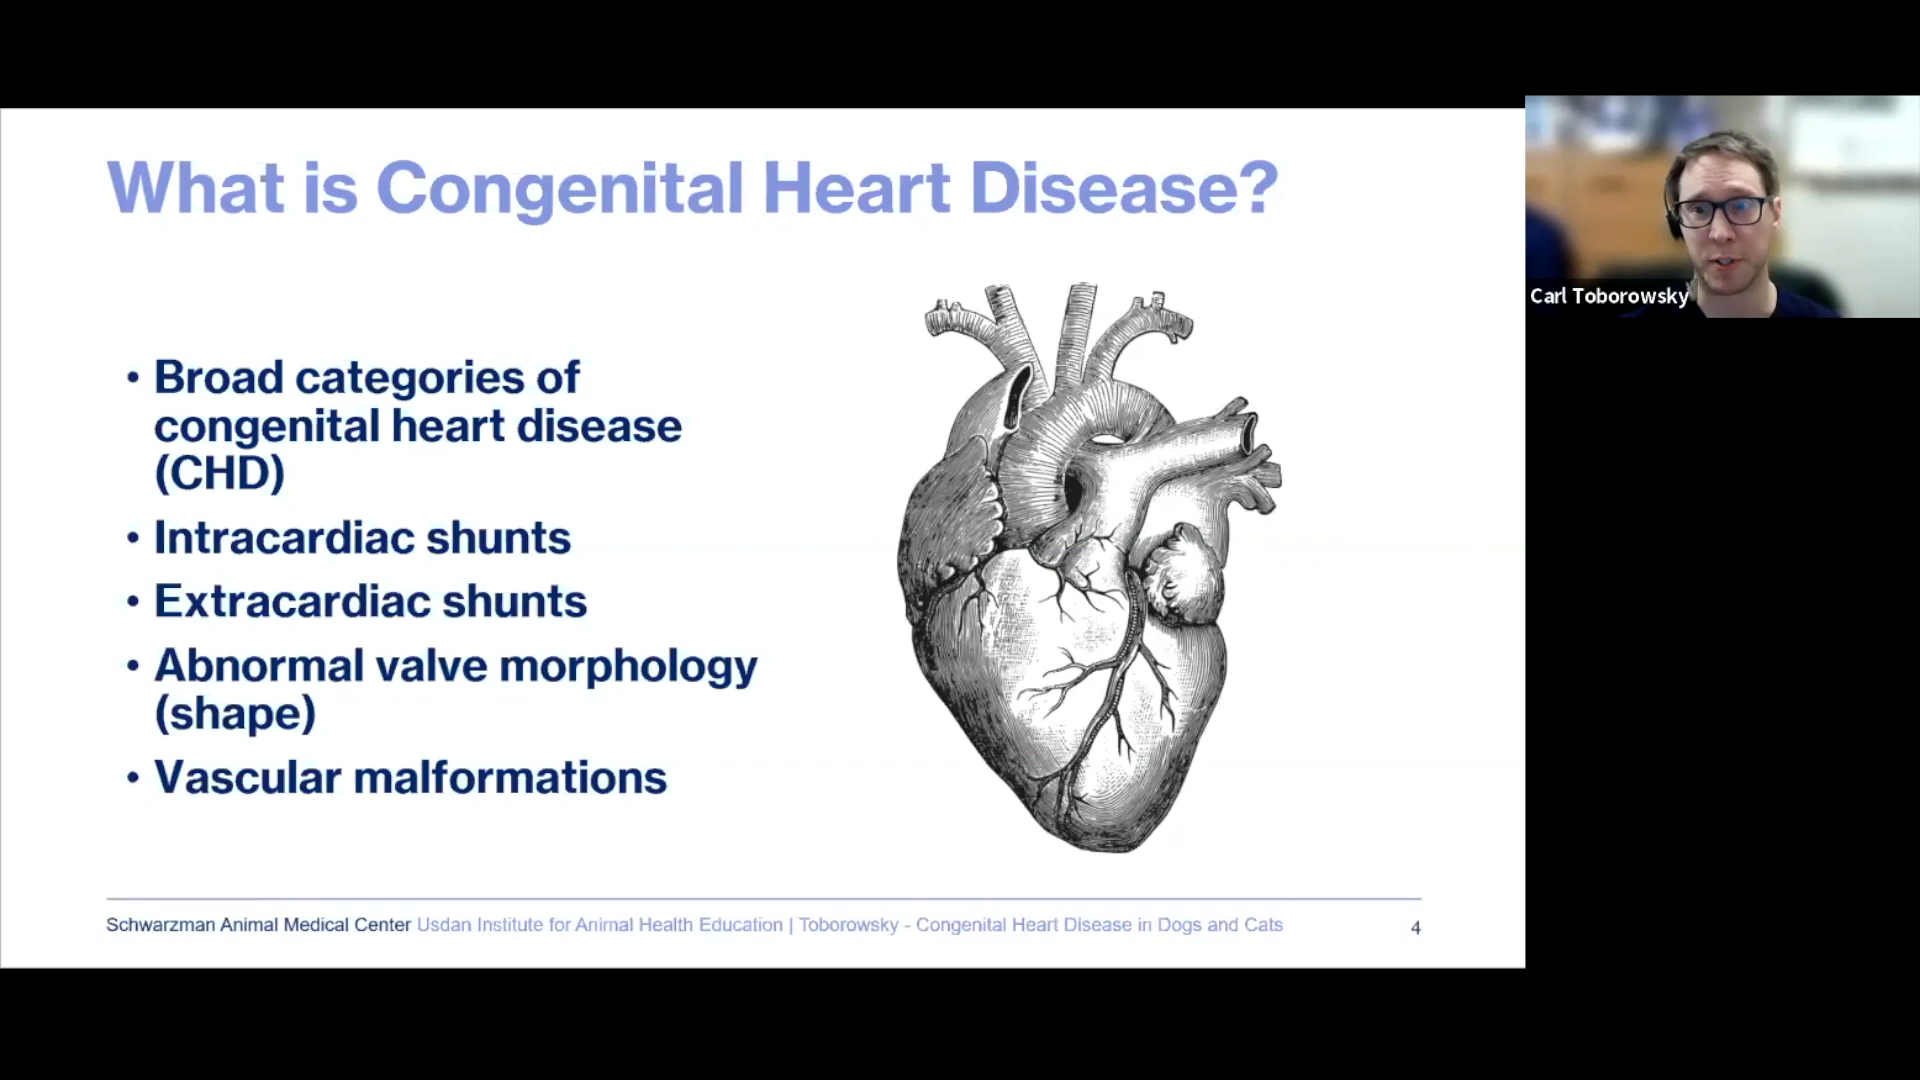 What is Congenital Heart Disease?
• Broad categories of
congenital heart disease
(CHD)
• Intracardiac shunts
• Extracardiac shunts
• Abnormal valve morphology
(shape)
• Vascular malformations
Schwarzman Animal Medical Center Usdan Institute for Animal Health Education | Toborowsky - Congenital Heart Disease in Dogs and Cats
4
Carl Toborowsky